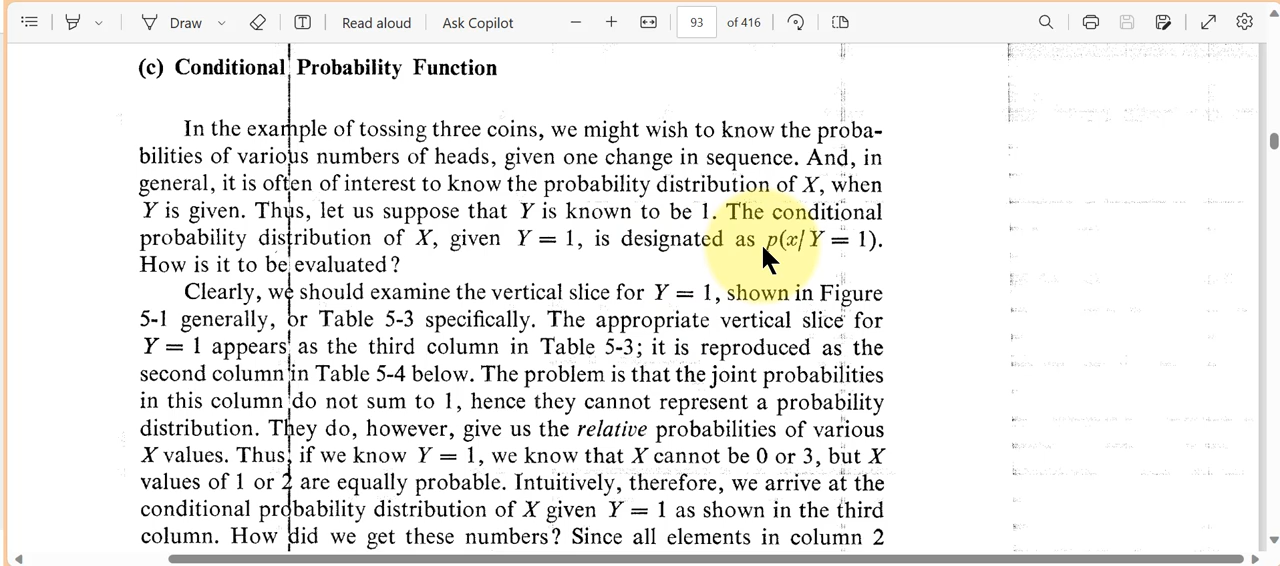 Draw
Read aloud
Ask Copilot
93
of 416
(c) Conditional Probability Function
In the example of tossing three coins, we might wish to know the proba-
bilities of various numbers of heads, given one change in sequence. And, in
general, it is often of interest to know the probability distribution of X, when
Y is given. Thus, let us suppose that Y is known to be 1. The conditional
probability distribution of X, given Y = 1, is designated as p(x/Y = 1).
How is it to be evaluated?
Clearly, we should examine the vertical slice for Y = 1, shown in Figure
5-1 generally, or Table 5-3 specifically. The appropriate vertical slice for
Y = 1 appears as the third column in Table 5-3; it is reproduced as the
second column in Table 5-4 below. The problem is that the joint probabilities
in this column do not sum to 1, hence they cannot represent a probability
distribution. They do, however, give us the relative probabilities of various
X values. Thus, if we know Y = 1, we know that X cannot be 0 or 3, but X
values of 1 or 2 are equally probable. Intuitively, therefore, we arrive at the
conditional probability distribution of X given Y = 1 as shown in the third
column. How did we get these numbers? Since all elements in column 2